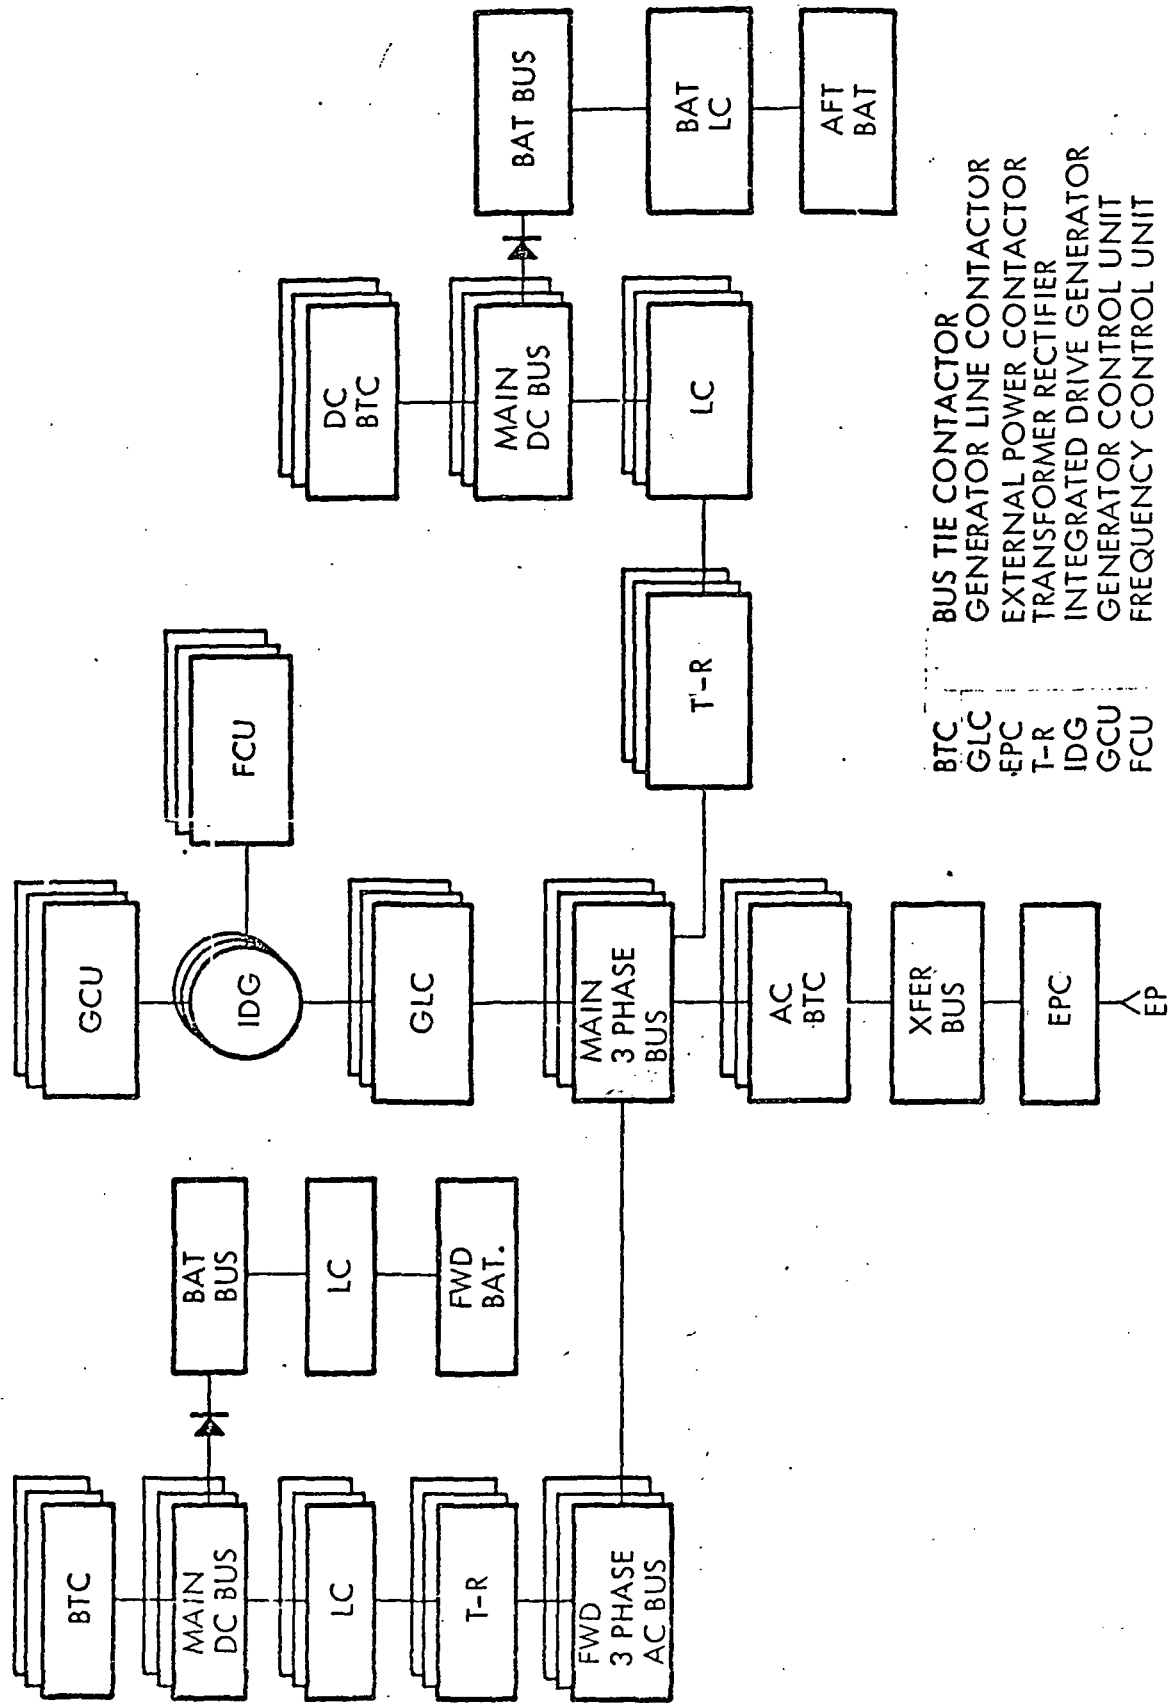 BTC
MAIN
DC BUS
LC
T-R
FWD
3 PHASE
AC BUS
BAT
BUS
LC
FWD
BAT.
GCU
IDG
FCU
GLC
MAIN
3 PHASE
BUS
AC
BTC
XFER
BUS
EPC
EP
T-R
DC
BTC
MAIN
DC BUS
LC
BAT BUS
BAT
LC
AFT
BAT
BTC BUS TIE CONTACTOR
GLC GENERATOR LINE CONTACTOR
EPC EXTERNAL POWER CONTACTOR
T-R TRANSFORMER RECTIFIER
IDG INTEGRATED DRIVE GENERATOR
GCU GENERATOR CONTROL UNIT
FCU FREQUENCY CONTROL UNIT